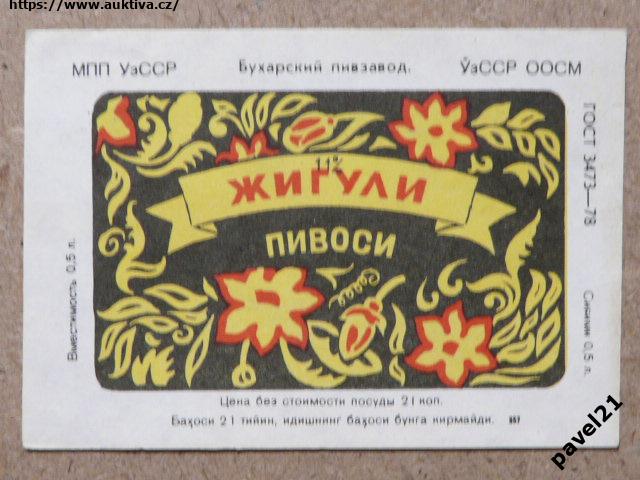 https://www.auktiva.cz/
МПП УзССР
Бухарский пивзавод.
ЎзССР ООСМ
11%
ЖИГУЛИ
ПИВОСИ
ГОСТ 3473—78
Вместимость 0,5 л.
Сиғими 0,5 л.
Цена без стоимости посуды 21 коп.
Баҳоси 21 тийин, идишнинг баҳоси бунга кирмайди.
pavel21